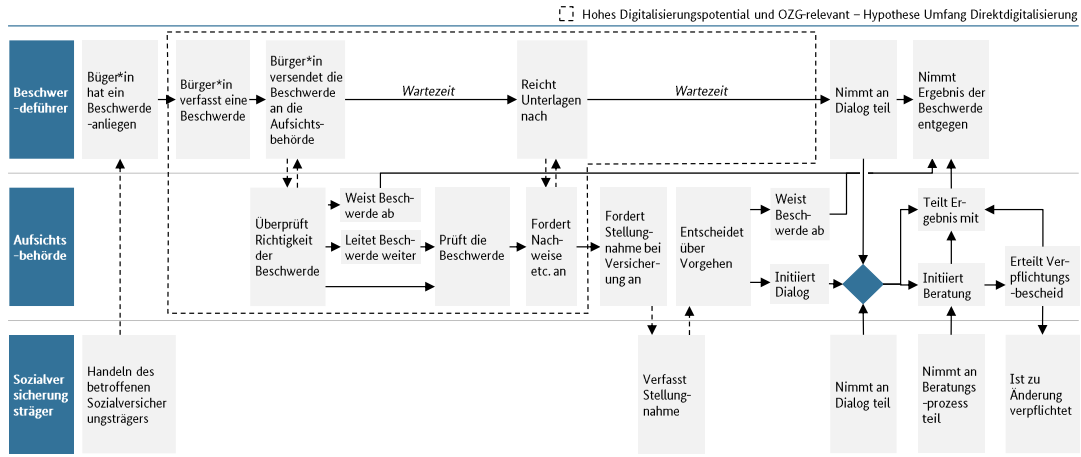 Hohes Digitalisierungspotential und OZG-relevant – Hypothese Umfang Direktdigitalisierung
Beschwer
-deführer
Büger*in
hat ein
Beschwerde
-anliegen
Bürger*in
verfasst eine
Beschwerde
Bürger*in
versendet die
Beschwerde
an die
Aufsichts-
behörde
Wartezeit
Reicht
Unterlagen
nach
Wartezeit
Nimmt an
Dialog teil
Nimmt
Ergebnis der
Beschwerde
entgegen
Aufsichts
-behörde
Überprüft
Richtigkeit
der
Beschwerde
Weist Besch-
werde ab
Leitet Besch-
werde weiter
Prüft die
Beschwerde
Fordert
Nach-
weise
etc. an
Fordert
Stellung-
nahme bei
Versicher-
ung an
Entscheidet
über
Vorgehen
Weist
Besch-
werde ab
Initiiert
Dialog
Teilt Er-
gebnis mit
Initiiert
Beratung
Erteilt Ver-
pflichtungs
-bescheid
Sozialver
sicherung
sträger
Handeln des
betroffenen
Sozialversicher
ungsträgers
Verfasst
Stellung-
nahme
Nimmt an
Dialog teil
Nimmt an
Beratungs
-prozess
teil
Ist zu
Änderung
verpflichtet